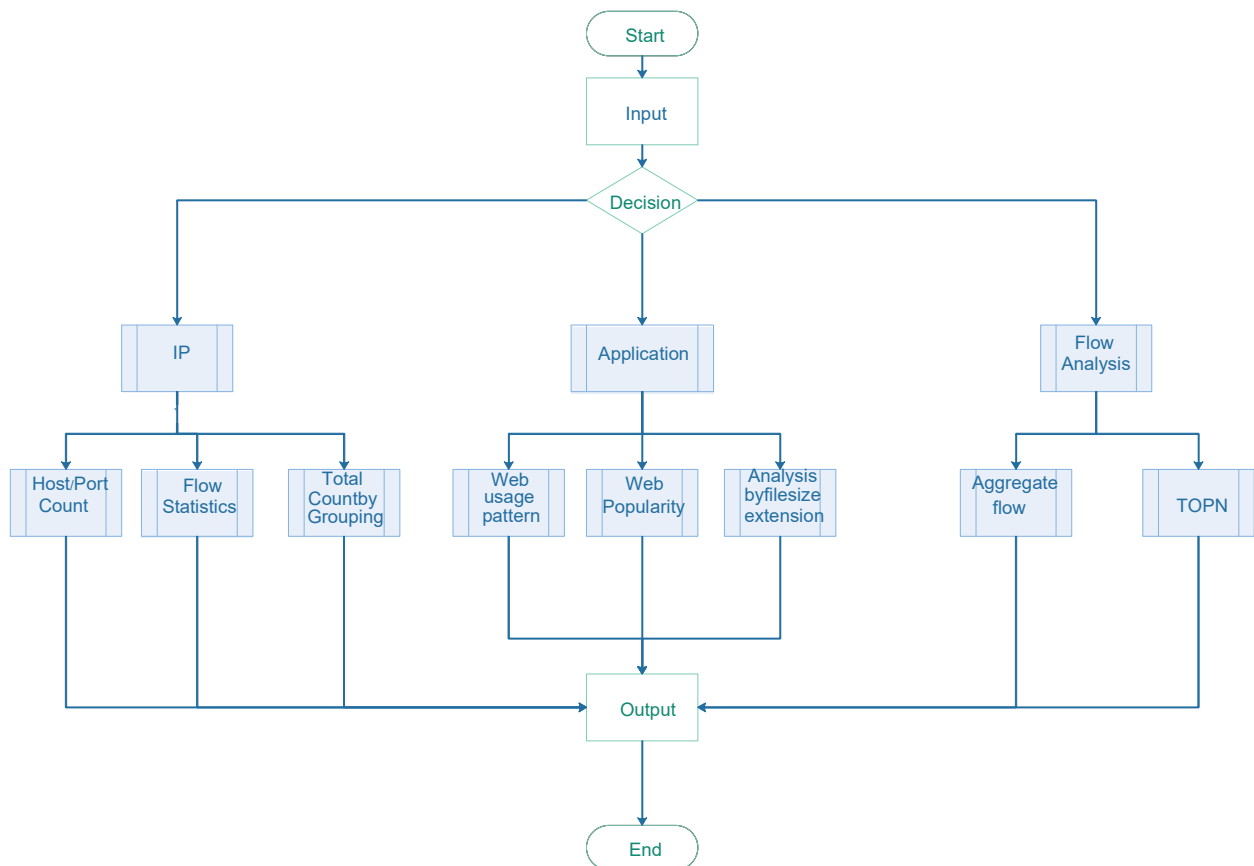 Start
Input
Decision
IP
Application
Flow
Analysis
Host/Port
Count
Flow
Statistics
Total
Countby
Grouping
Web
usage
pattern
Web
Popularity
Analysis
byfilesize
extension
Aggregate
flow
TOPN
Output
End